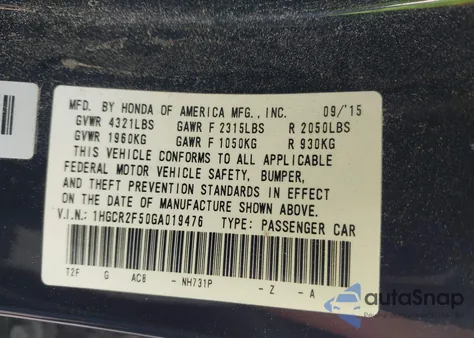 MFD. BY HONDA OF AMERICA MFG., INC. 09/'15
GVWR 4321LBS GAWR F 2315LBS R 2050LBS
GVWR 1960KG GAWR F 1050KG R 930KG
THIS VEHICLE CONFORMS TO ALL APPLICABLE
FEDERAL MOTOR VEHICLE SAFETY, BUMPER,
AND THEFT PREVENTION STANDARDS IN EFFECT
ON THE DATE OF MANUFACTURE SHOWN ABOVE.
V.I.N.: 1HGCR2F50GA019476 TYPE: PASSENGER CAR
T2F G AC8 - NH731P - Z - A
autoSnap